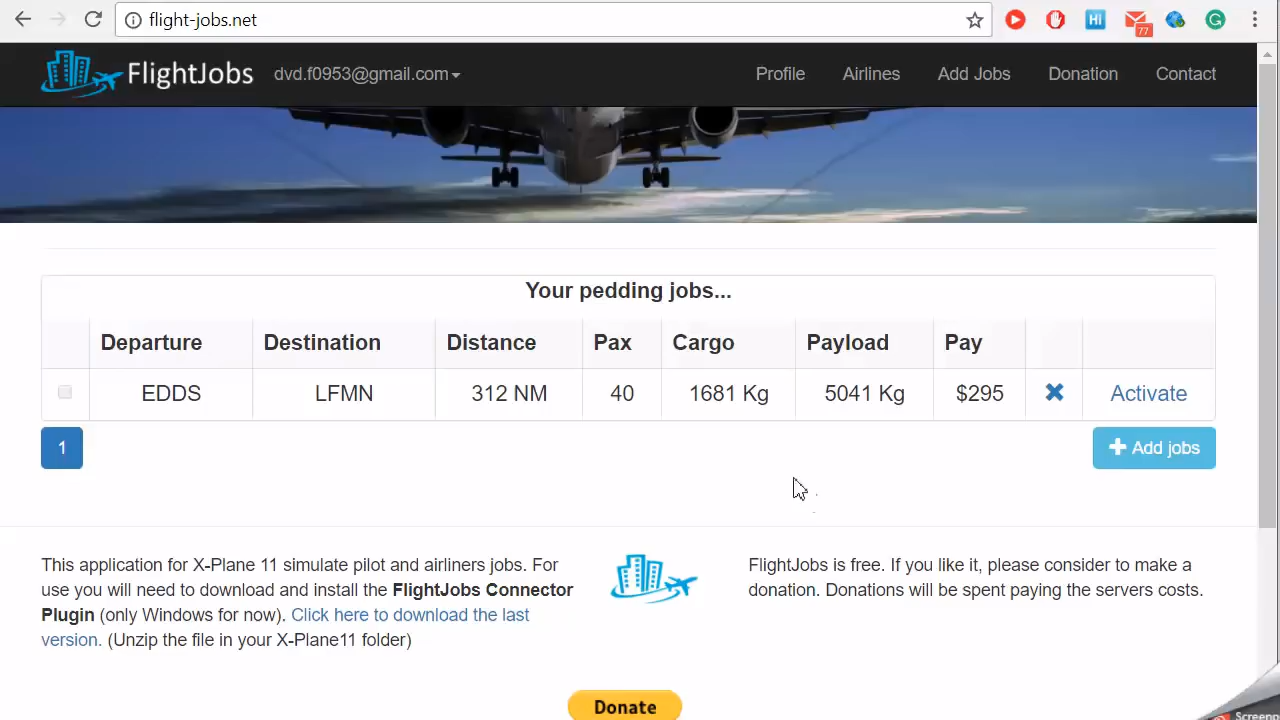 flight-jobs.net
Hi
77
G
FlightJobs
dvd.f0953@gmail.com
Profile
Airlines
Add Jobs
Donation
Contact
Your pedding jobs...
Departure Destination Distance Pax Cargo Payload Pay
EDDS LFMN 312 NM 40 1681 Kg 5041 Kg $295 Activate
1
Add jobs
This application for X-Plane 11 simulate pilot and airliners jobs. For
use you will need to download and install the FlightJobs Connector
Plugin (only Windows for now). Click here to download the last
version. (Unzip the file in your X-Plane11 folder)
FlightJobs is free. If you like it, please consider to make a
donation. Donations will be spent paying the servers costs.
Donate